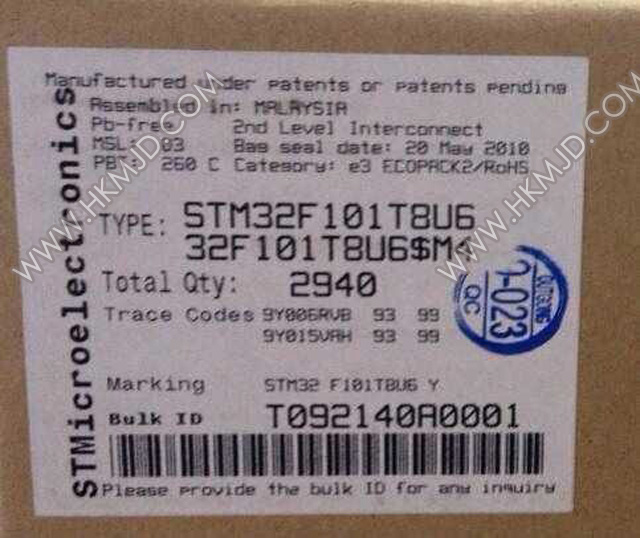 Manufactured under patents or patents pending
Assembled in: MALAYSIA
Pb-free 2nd Level Interconnect
MSL: 03 Bag seal date: 20 May 2010
PBT: 260 C Category: e3 ECOPACK2/RoHS
STMicroelectronics
TYPE: STM32F101T8U6
32F101T8U6$M4
Total Qty: 2940
Trace Codes 9Y006RVB 93 99
9Y015VAH 93 99
QC
Marking STM32 F101T8U6 Y
Bulk ID T092140A0001
Please provide the bulk ID for any inquiry
WWW.HKMJD.COM
WWW.HKMJD.COM